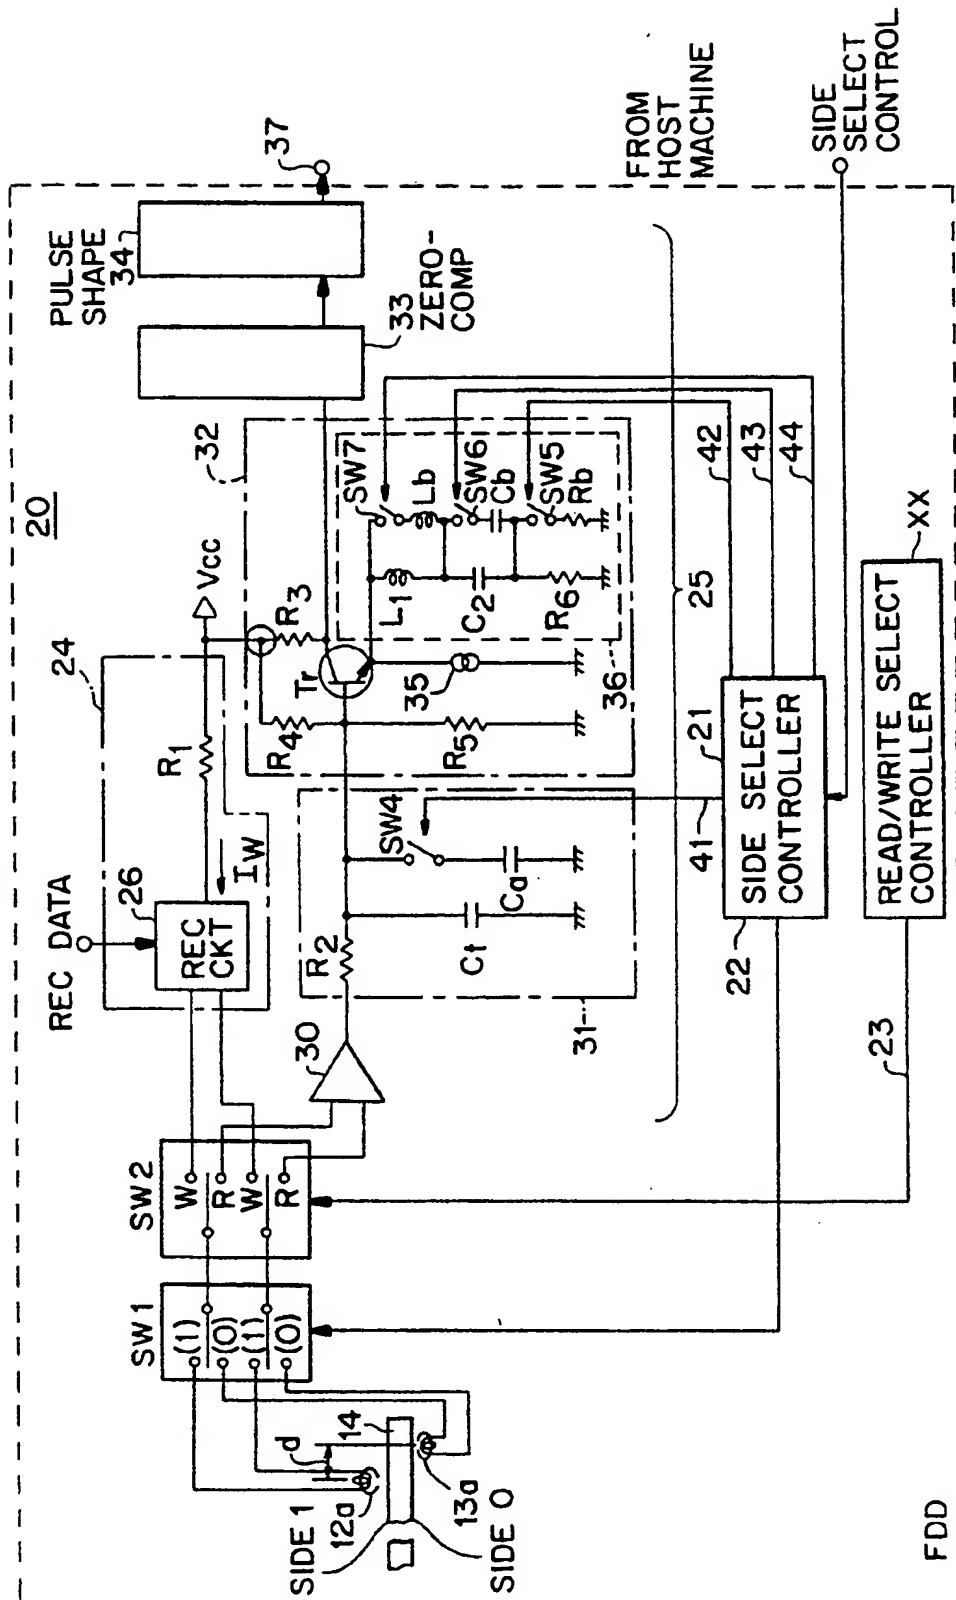 20
REC DATA
24
26
REC
CKT
IW
R1
Vcc
PULSE
SHAPE
34
37
33
ZERO-
COMP
32
R3
R4
Tr
R5
35
36
SW7
Lb
SW6
Cb
SW5
Rb
L1
C2
R6
SW1
(1)
(0)
(1)
(0)
SW2
W
R
W
R
30
R2
C1
SW4
Ca
31
25
FROM
HOST
MACHINE
SIDE
SELECT
CONTROL
SIDE 1
12a
d
14
13a
SIDE 0
41
21
22
SIDE SELECT
CONTROLLER
42
43
44
23
READ/WRITE SELECT
CONTROLLER
XX
FDD